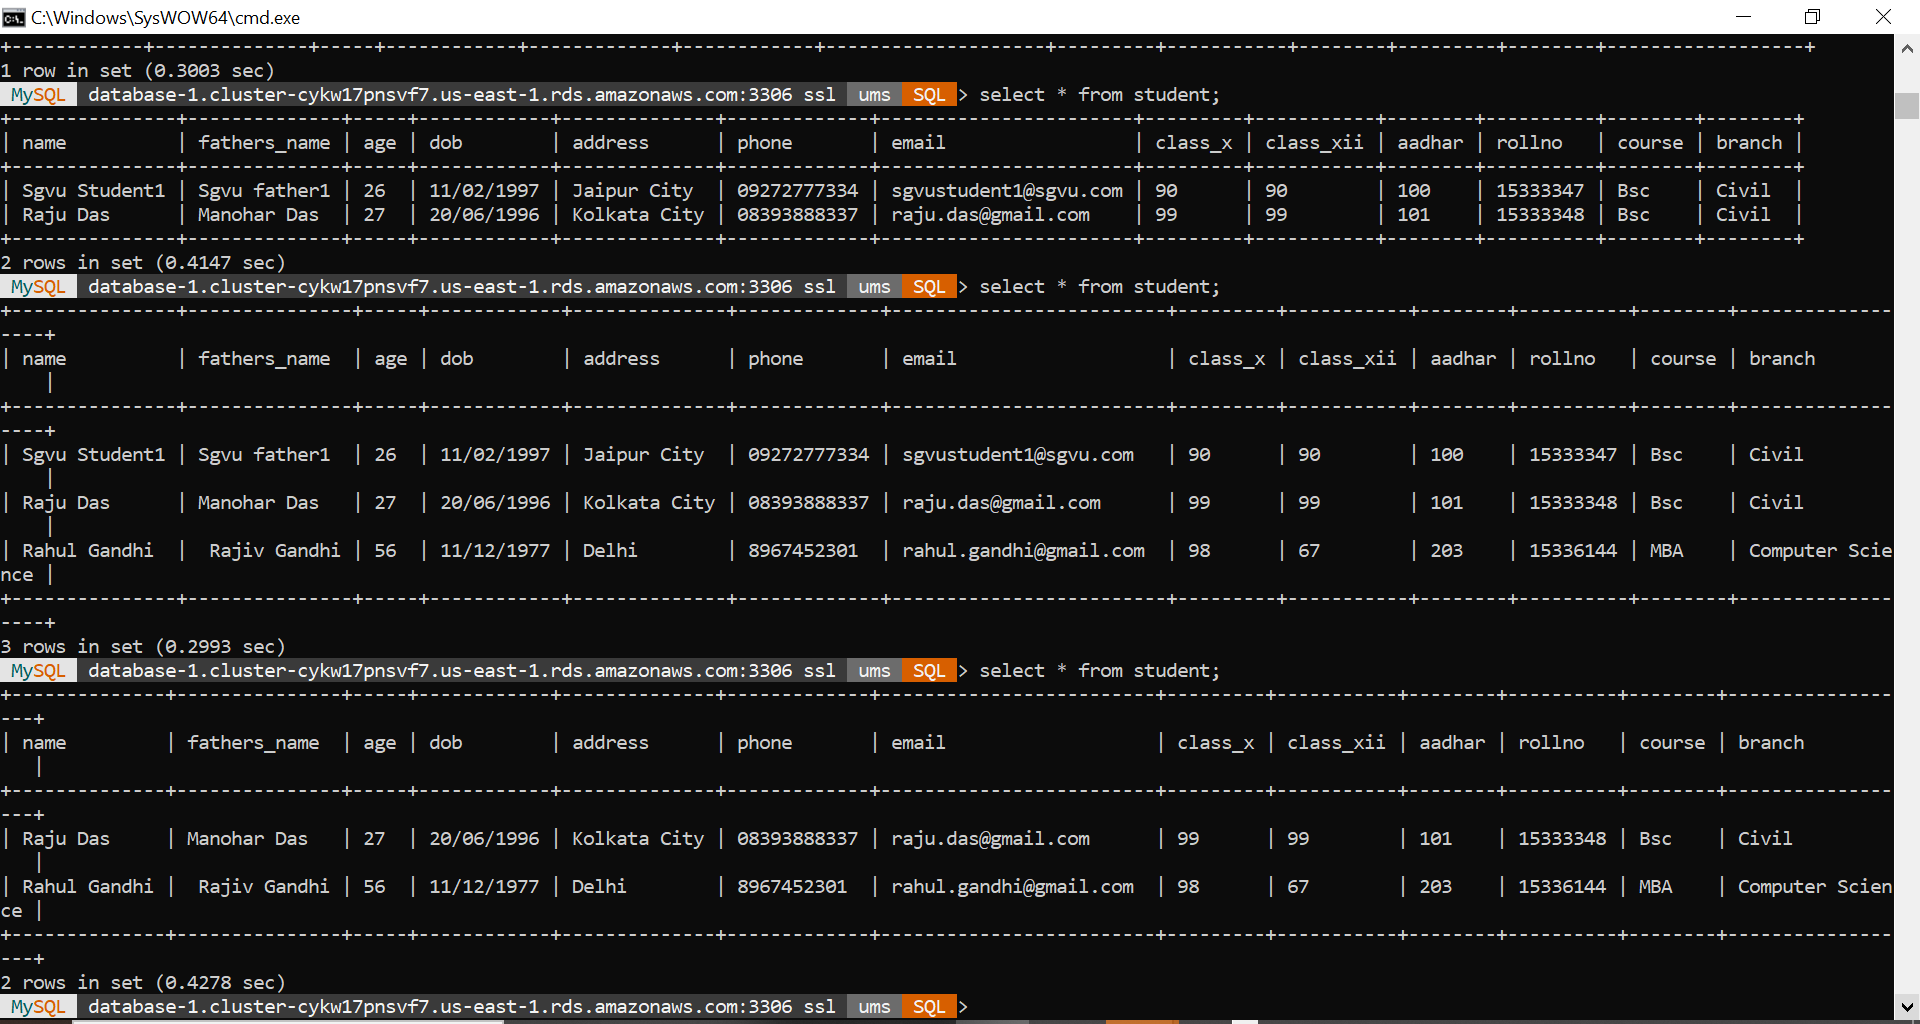 C:\Windows\SysWOW64\cmd.exe
+------------+--------------+-----+------------+-------------+------------+---------------------+---------+-----------+--------+---------+--------+------------------+
1 row in set (0.3003 sec)
MySQL database-1.cluster-cykw17pnsvf7.us-east-1.rds.amazonaws.com:3306 ssl ums SQL > select * from student;
+---------------+--------------+-----+------------+--------------+-------------+-----------------------+---------+-----------+--------+----------+--------+--------+
| name          | fathers_name | age | dob        | address      | phone       | email                 | class_x | class_xii | aadhar | rollno   | course | branch |
+---------------+--------------+-----+------------+--------------+-------------+-----------------------+---------+-----------+--------+----------+--------+--------+
| Sgvu Student1 | Sgvu father1 | 26  | 11/02/1997 | Jaipur City  | 09272777334 | sgvustudent1@sgvu.com | 90      | 90        | 100    | 15333347 | Bsc    | Civil  |
| Raju Das      | Manohar Das  | 27  | 20/06/1996 | Kolkata City | 08393888337 | raju.das@gmail.com    | 99      | 99        | 101    | 15333348 | Bsc    | Civil  |
+---------------+--------------+-----+------------+--------------+-------------+-----------------------+---------+-----------+--------+----------+--------+--------+
2 rows in set (0.4147 sec)
MySQL database-1.cluster-cykw17pnsvf7.us-east-1.rds.amazonaws.com:3306 ssl ums SQL > select * from student;
+---------------+---------------+-----+------------+--------------+-------------+-------------------------+---------+-----------+--------+----------+--------+--------------
----+
| name          | fathers_name  | age | dob        | address      | phone       | email                   | class_x | class_xii | aadhar | rollno   | course | branch
    |
+---------------+---------------+-----+------------+--------------+-------------+-------------------------+---------+-----------+--------+----------+--------+--------------
----+
| Sgvu Student1 | Sgvu father1  | 26  | 11/02/1997 | Jaipur City  | 09272777334 | sgvustudent1@sgvu.com   | 90      | 90        | 100    | 15333347 | Bsc    | Civil
    |
| Raju Das      | Manohar Das   | 27  | 20/06/1996 | Kolkata City | 08393888337 | raju.das@gmail.com      | 99      | 99        | 101    | 15333348 | Bsc    | Civil
    |
| Rahul Gandhi  |  Rajiv Gandhi | 56  | 11/12/1977 | Delhi        | 8967452301  | rahul.gandhi@gmail.com  | 98      | 67        | 203    | 15336144 | MBA    | Computer Scie
nce |
+---------------+---------------+-----+------------+--------------+-------------+-------------------------+---------+-----------+--------+----------+--------+--------------
----+
3 rows in set (0.2993 sec)
MySQL database-1.cluster-cykw17pnsvf7.us-east-1.rds.amazonaws.com:3306 ssl ums SQL > select * from student;
+--------------+---------------+-----+------------+--------------+-------------+-------------------------+---------+-----------+--------+----------+--------+---------------
---+
| name         | fathers_name  | age | dob        | address      | phone       | email                   | class_x | class_xii | aadhar | rollno   | course | branch
   |
+--------------+---------------+-----+------------+--------------+-------------+-------------------------+---------+-----------+--------+----------+--------+---------------
---+
| Raju Das     | Manohar Das   | 27  | 20/06/1996 | Kolkata City | 08393888337 | raju.das@gmail.com      | 99      | 99        | 101    | 15333348 | Bsc    | Civil
   |
| Rahul Gandhi |  Rajiv Gandhi | 56  | 11/12/1977 | Delhi        | 8967452301  | rahul.gandhi@gmail.com  | 98      | 67        | 203    | 15336144 | MBA    | Computer Scien
ce |
+--------------+---------------+-----+------------+--------------+-------------+-------------------------+---------+-----------+--------+----------+--------+---------------
---+
2 rows in set (0.4278 sec)
MySQL database-1.cluster-cykw17pnsvf7.us-east-1.rds.amazonaws.com:3306 ssl ums SQL >